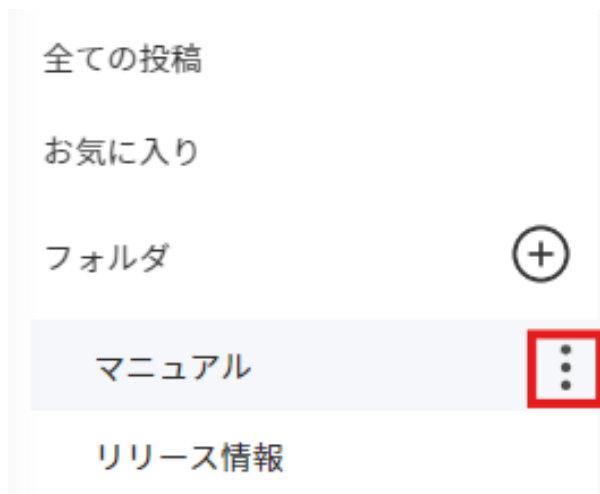 全ての投稿
お気に入り
フォルダ
マニュアル
リリース情報